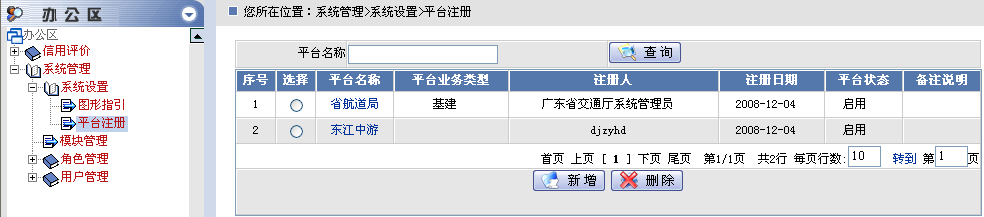 办公区
办公区
信用评价
系统管理
系统设置
图形指引
平台注册
模块管理
角色管理
用户管理
您所在位置：系统管理>系统设置>平台注册
平台名称 查询
序号 选择 平台名称 平台业务类型 注册人 注册日期 平台状态 备注说明
1 省航道局 基建 广东省交通厅系统管理员 2008-12-04 启用
2 东江中游 djzyhd 2008-12-04 启用
首页 上页 [ 1 ] 下页 尾页 第1/1页 共2行 每页行数: 10 转到 第 1 页
新增 删除